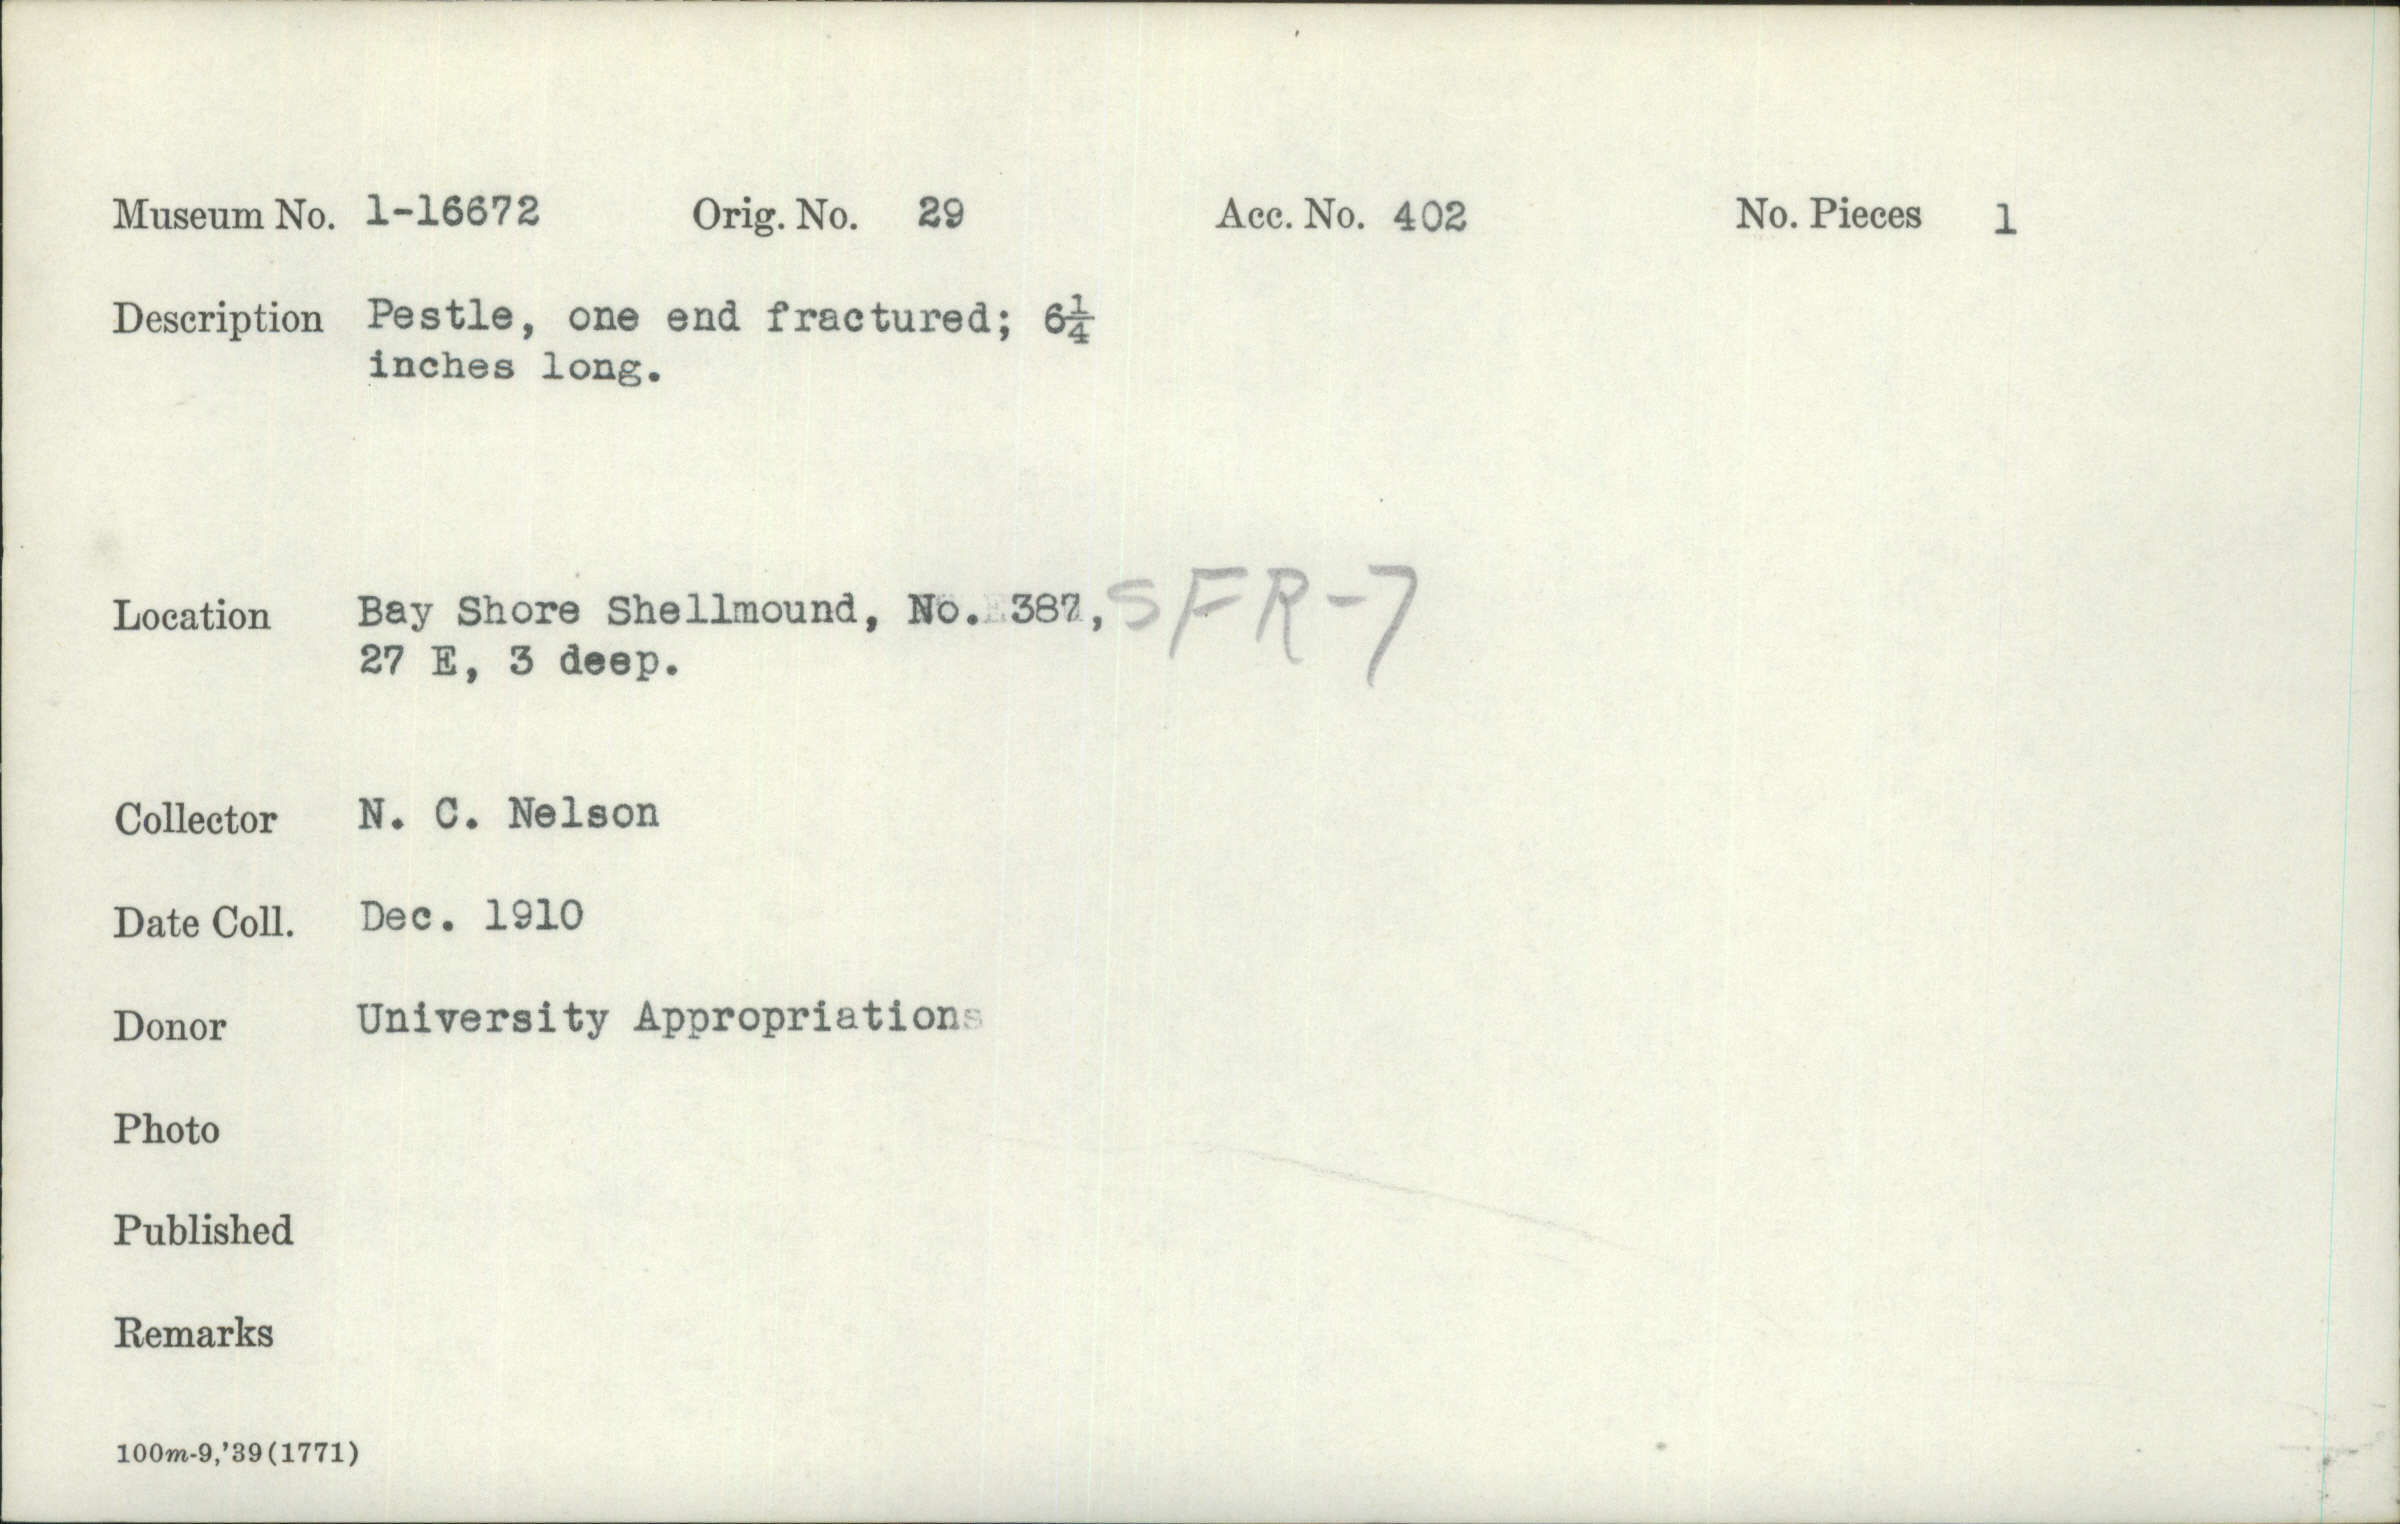 Museum No. 1-16672 Orig. No. 29 Acc. No. 402 No. Pieces 1
Description Pestle, one end fractured; 6¼
inches long.
Location Bay Shore Shellmound, No. 387, SFR-7
27 E, 3 deep.
Collector N. C. Nelson
Date Coll. Dec. 1910
Donor University Appropriations
Photo
Published
Remarks
100m-9,'39(1771)